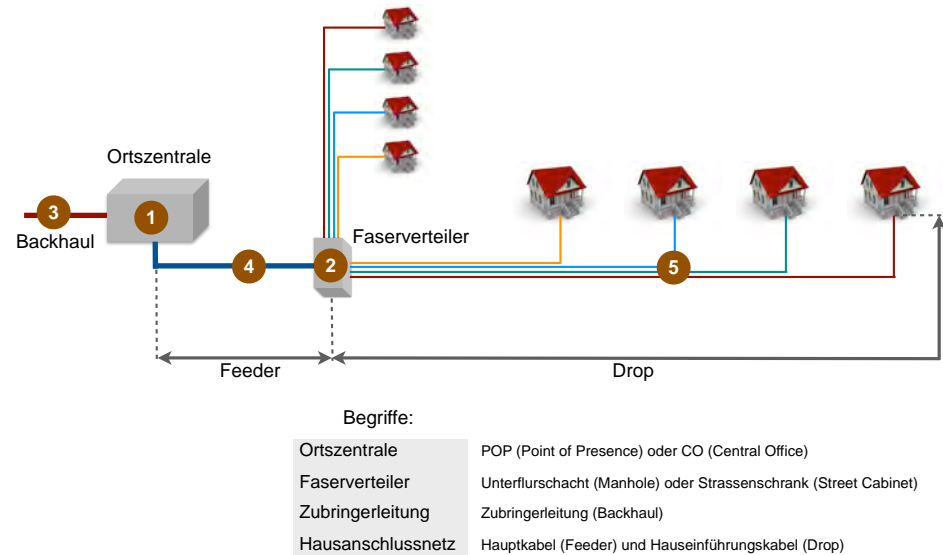 Ortszentrale
3
1
Backhaul
Faserverteiler
4
2
5
Feeder
Drop
Begriffe:
Ortszentrale POP (Point of Presence) oder CO (Central Office)
Faserverteiler Unterflurschacht (Manhole) oder Strassenschrank (Street Cabinet)
Zubringerleitung Zubringerleitung (Backhaul)
Hausanschlussnetz Hauptkabel (Feeder) und Hauseinführungskabel (Drop)